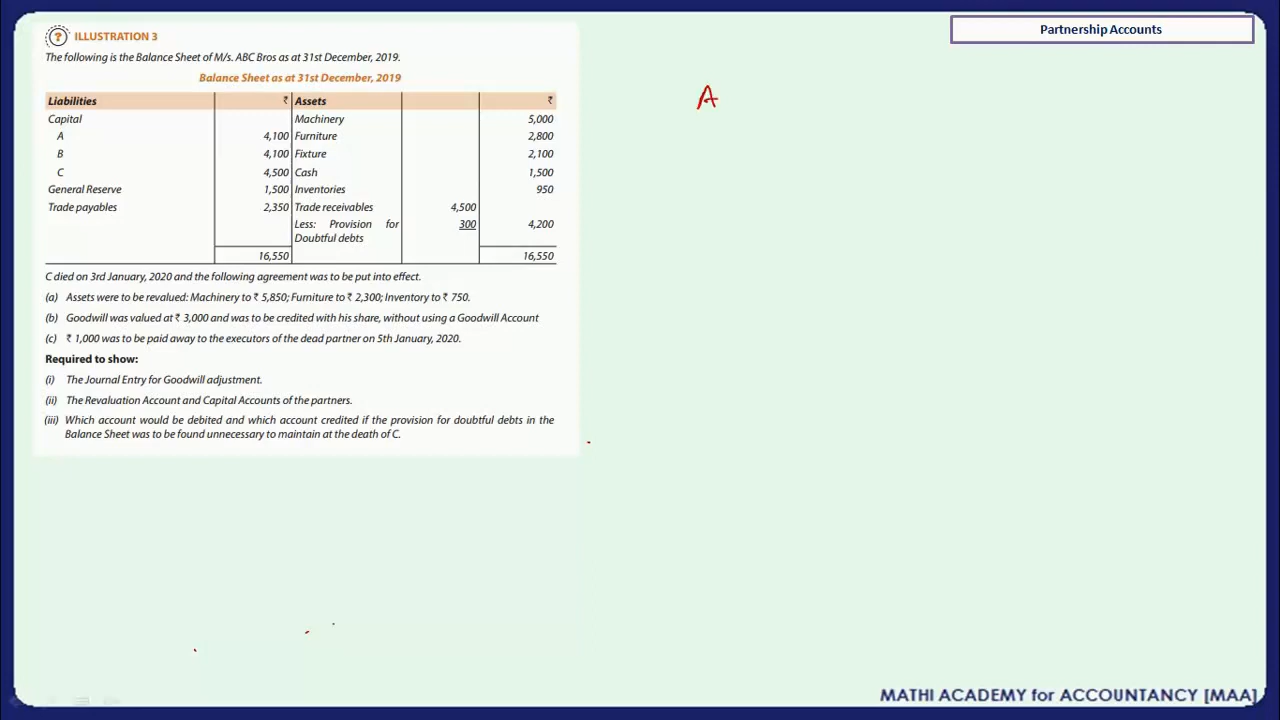 Partnership Accounts
? ILLUSTRATION 3
The following is the Balance Sheet of M/s. ABC Bros as at 31st December, 2019.
Balance Sheet as at 31st December, 2019
Liabilities ₹ Assets ₹
Capital Machinery 5,000
A 4,100 Furniture 2,800
B 4,100 Fixture 2,100
C 4,500 Cash 1,500
General Reserve 1,500 Inventories 950
Trade payables 2,350 Trade receivables 4,500
Less: Provision for 300 4,200
Doubtful debts
16,550 16,550
C died on 3rd January, 2020 and the following agreement was to be put into effect.
(a) Assets were to be revalued: Machinery to ₹ 5,850; Furniture to ₹ 2,300; Inventory to ₹ 750.
(b) Goodwill was valued at ₹ 3,000 and was to be credited with his share, without using a Goodwill Account
(c) ₹ 1,000 was to be paid away to the executors of the dead partner on 5th January, 2020.
Required to show:
(i) The Journal Entry for Goodwill adjustment.
(ii) The Revaluation Account and Capital Accounts of the partners.
(iii) Which account would be debited and which account credited if the provision for doubtful debts in the
Balance Sheet was to be found unnecessary to maintain at the death of C.
A
MATHI ACADEMY for ACCOUNTANCY [MAA]